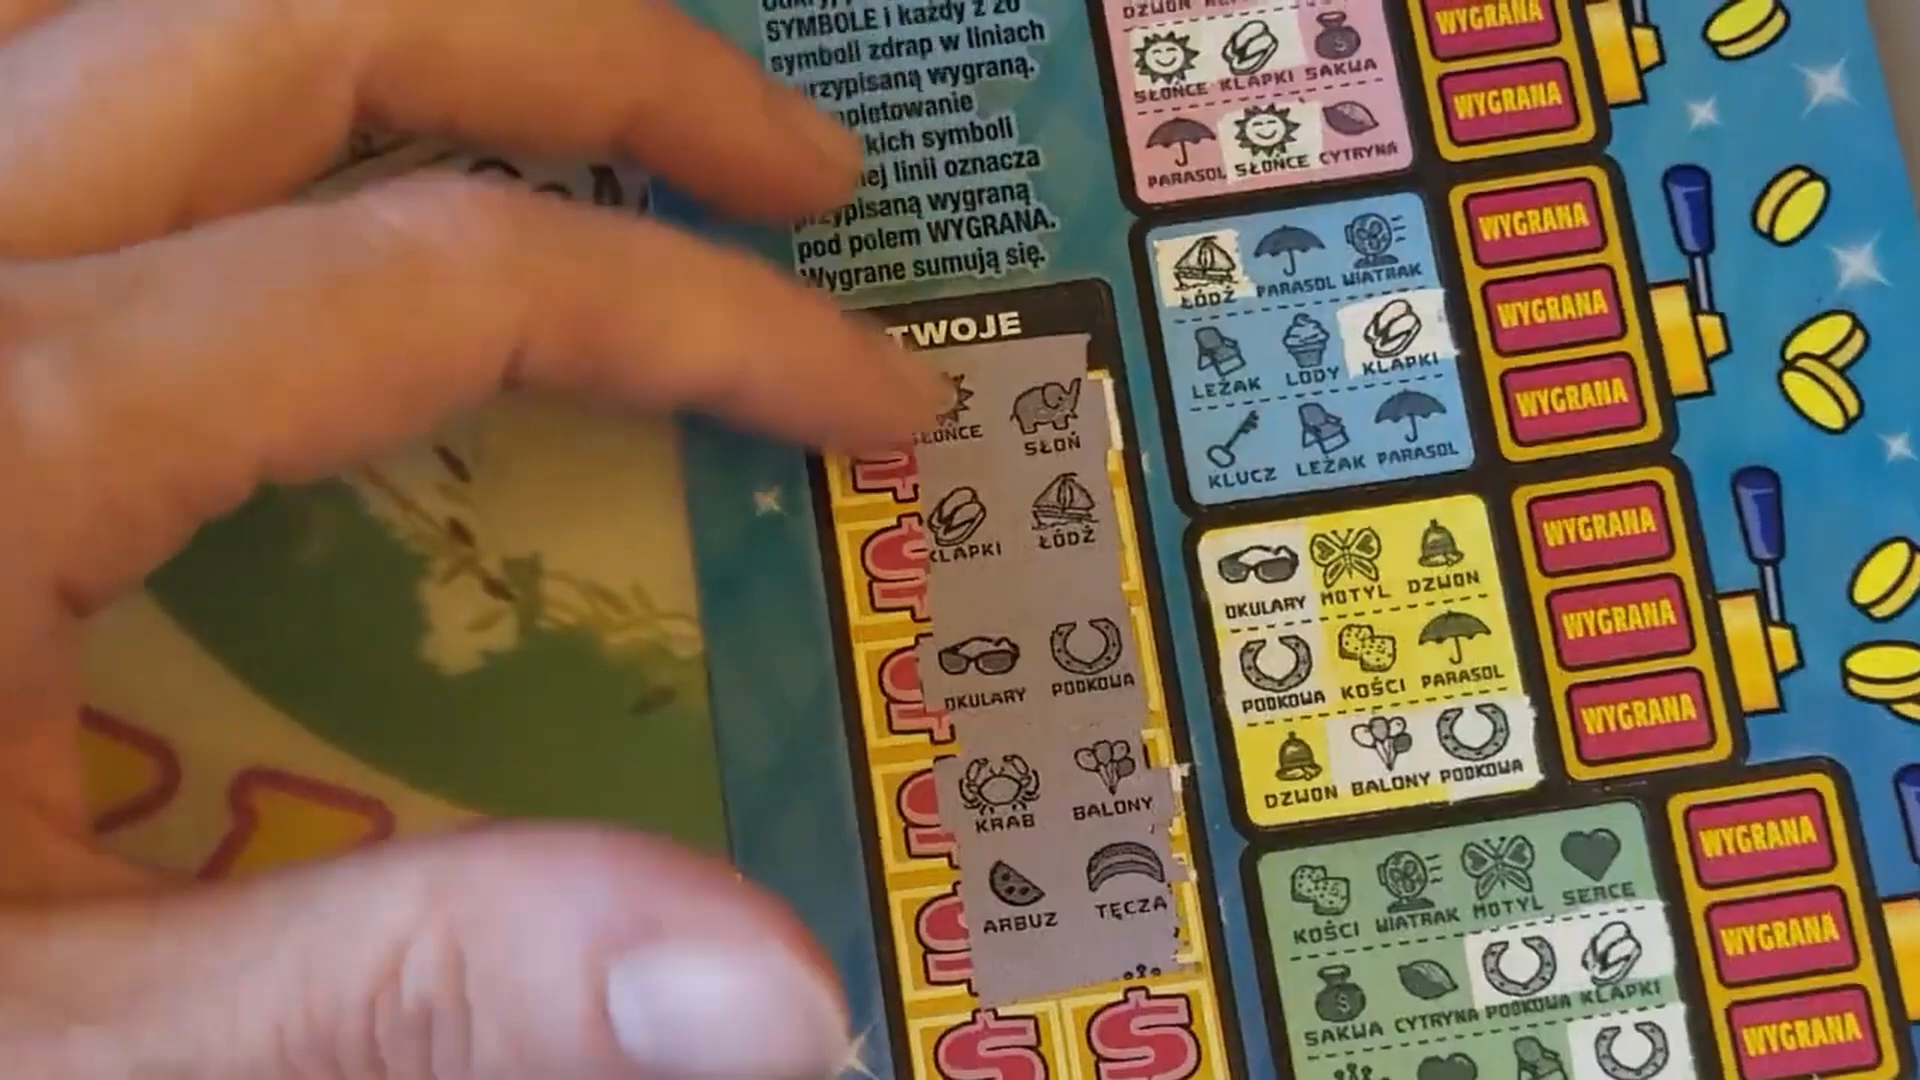 SYMBOLE i każdy z 20
symboli zdrap w liniach
przypisaną wygraną.
kich symboli
ej linii oznacza
przypisaną wygraną
pod polem WYGRANA.
Wygrane sumują się.
TWOJE
SŁOŃCE SŁOŃ
KLAPKI ŁÓDŹ
OKULARY PODKOWA
KRAB BALONY
ARBUZ TĘCZA
DZWON
SŁOŃCE KLAPKI SAKWA
PARASOL SŁOŃCE CYTRYNA
WYGRANA
WYGRANA
ŁÓDŹ PARASOL WIATRAK
LEŻAK LODY KLAPKI
KLUCZ LEŻAK PARASOL
WYGRANA
WYGRANA
WYGRANA
OKULARY MOTYL DZWON
PODKOWA KOŚCI PARASOL
DZWON BALONY PODKOWA
WYGRANA
WYGRANA
WYGRANA
KOŚCI WIATRAK MOTYL SERCE
SAKWA CYTRYNA PODKOWA KLAPKI
WYGRANA
WYGRANA
WYGRANA